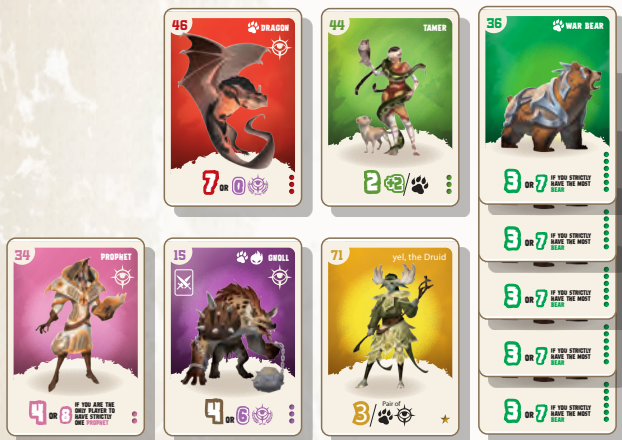 46 DRAGON
7 OR 0
44 TAMER
2 +2 /
36 WAR BEAR
3 OR 7 IF YOU STRICTLY
HAVE THE MOST
BEAR
3 OR 7 IF YOU STRICTLY
HAVE THE MOST
BEAR
3 OR 7 IF YOU STRICTLY
HAVE THE MOST
BEAR
3 OR 7 IF YOU STRICTLY
HAVE THE MOST
BEAR
3 OR 7 IF YOU STRICTLY
HAVE THE MOST
BEAR
34 PROPHET
4 OR 8 IF YOU ARE THE
ONLY PLAYER TO
HAVE STRICTLY
ONE PROPHET
15 GNOLL
4 OR 6
71 yel, the Druid
Pair of
3 /